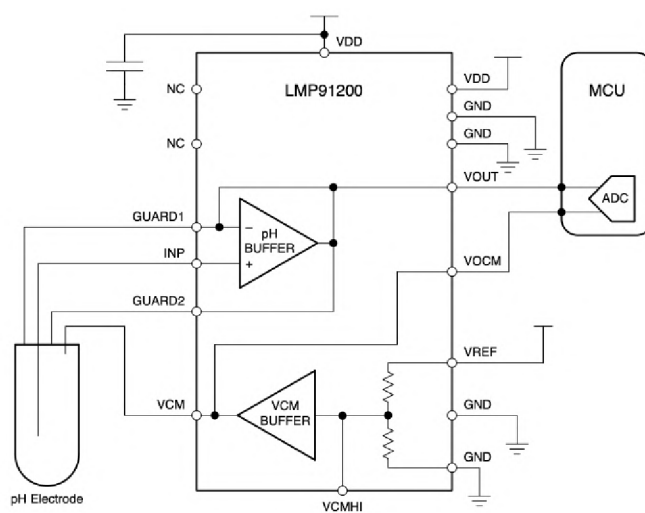 VDD
NC
LMP91200
VDD
MCU
GND
NC
GND
VOUT
ADC
GUARD1
−
pH
BUFFER
INP
+
VOCM
GUARD2
VREF
VCM
VCM
BUFFER
GND
GND
pH Electrode
VCMHI